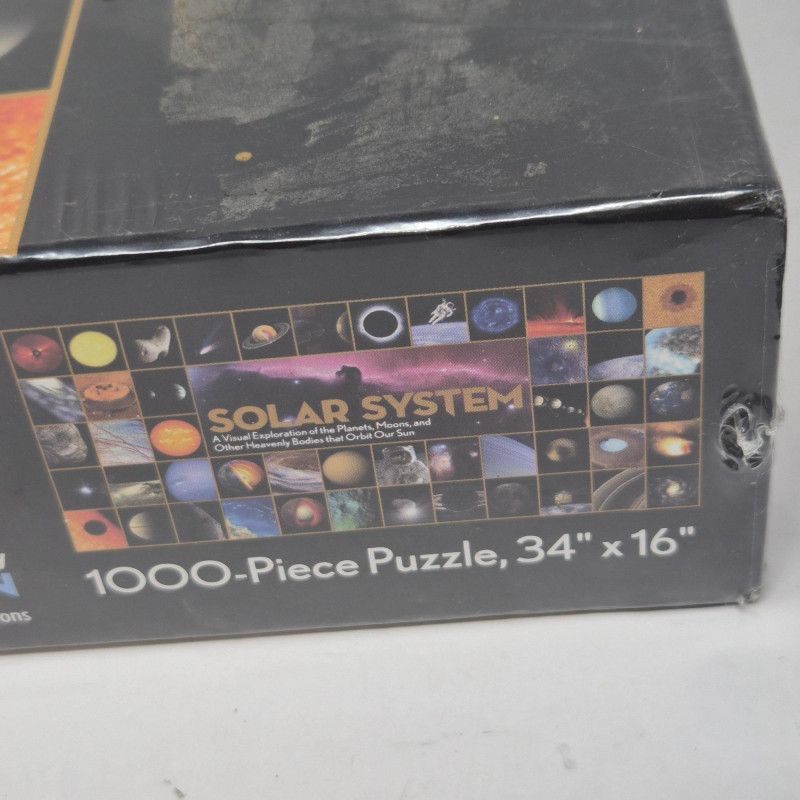 SOLAR SYSTEM
A Visual Exploration of the Planets, Moons, and
Other Heavenly Bodies that Orbit Our Sun
1000-Piece Puzzle, 34" x 16"
ons